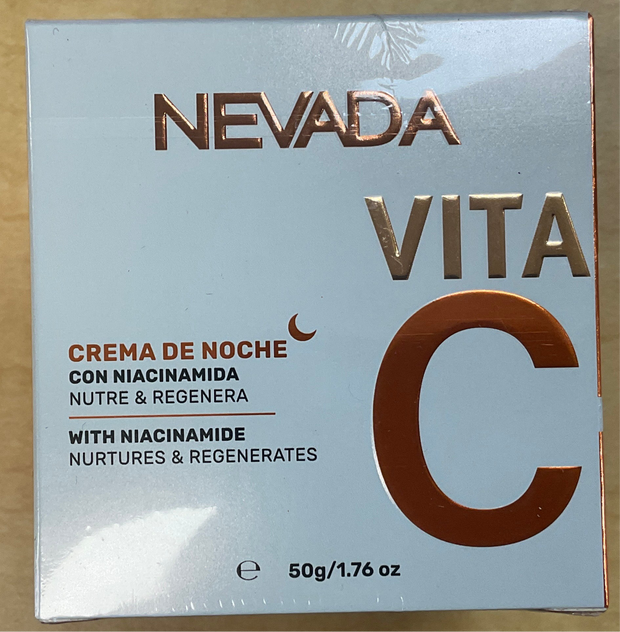 NEVADA
VITA
C
CREMA DE NOCHE
CON NIACINAMIDA
NUTRE & REGENERA
WITH NIACINAMIDE
NURTURES & REGENERATES
℮ 50g/1.76 oz